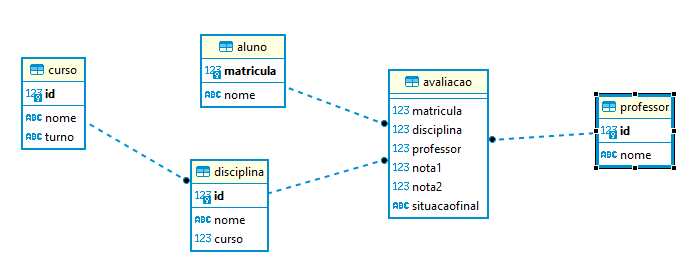 curso
123 id
ABC nome
ABC turno
aluno
123 matricula
ABC nome
disciplina
123 id
ABC nome
123 curso
avaliacao
123 matricula
123 disciplina
123 professor
123 nota1
123 nota2
ABC situacaofinal
professor
123 id
ABC nome